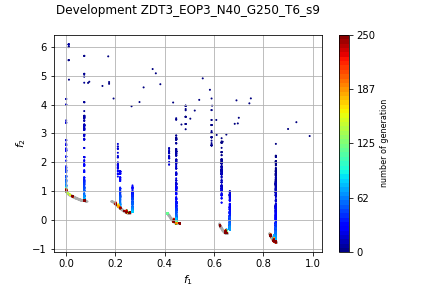 Development ZDT3_EOP3_N40_G250_T6_s9
6
5
4
3
2
1
0
−1
f₂
0.0 0.2 0.4 0.6 0.8 1.0
f₁
250
187
125
62
0
number of generation